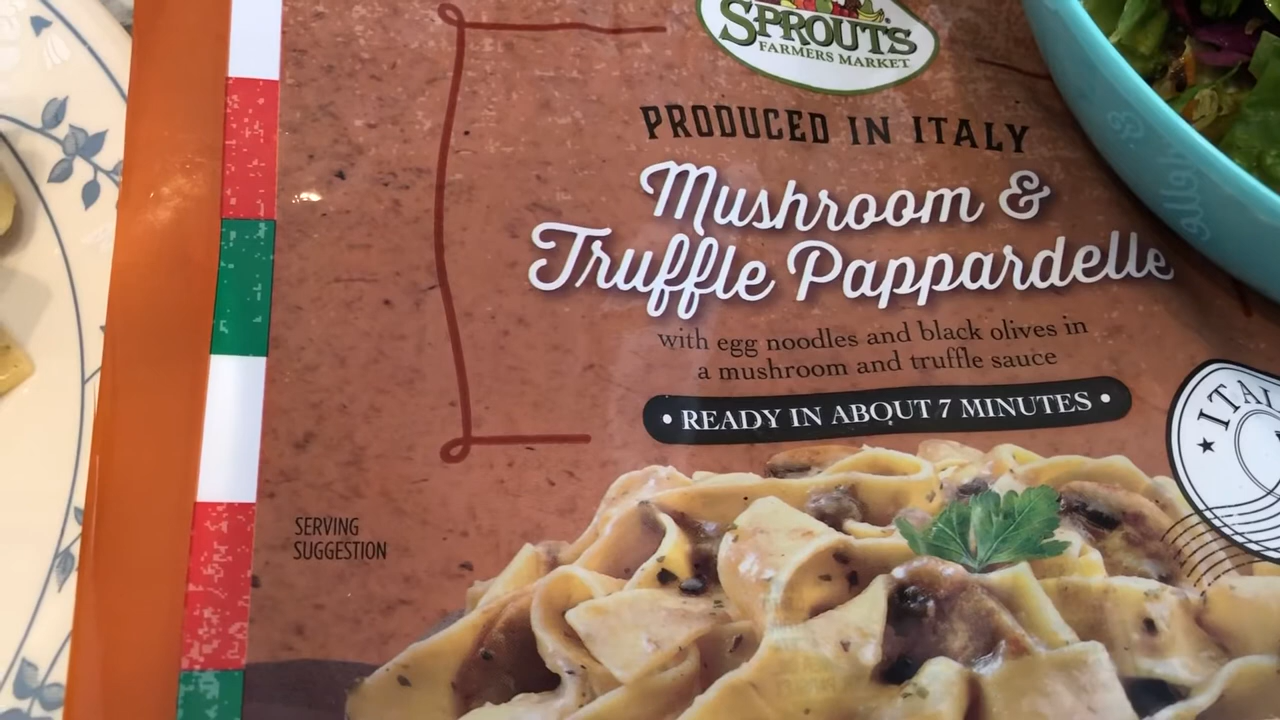 SPROUTS
FARMERS MARKET
PRODUCED IN ITALY
Mushroom &
Truffle Pappardelle
with egg noodles and black olives in
a mushroom and truffle sauce
• READY IN ABOUT 7 MINUTES •
SERVING
SUGGESTION